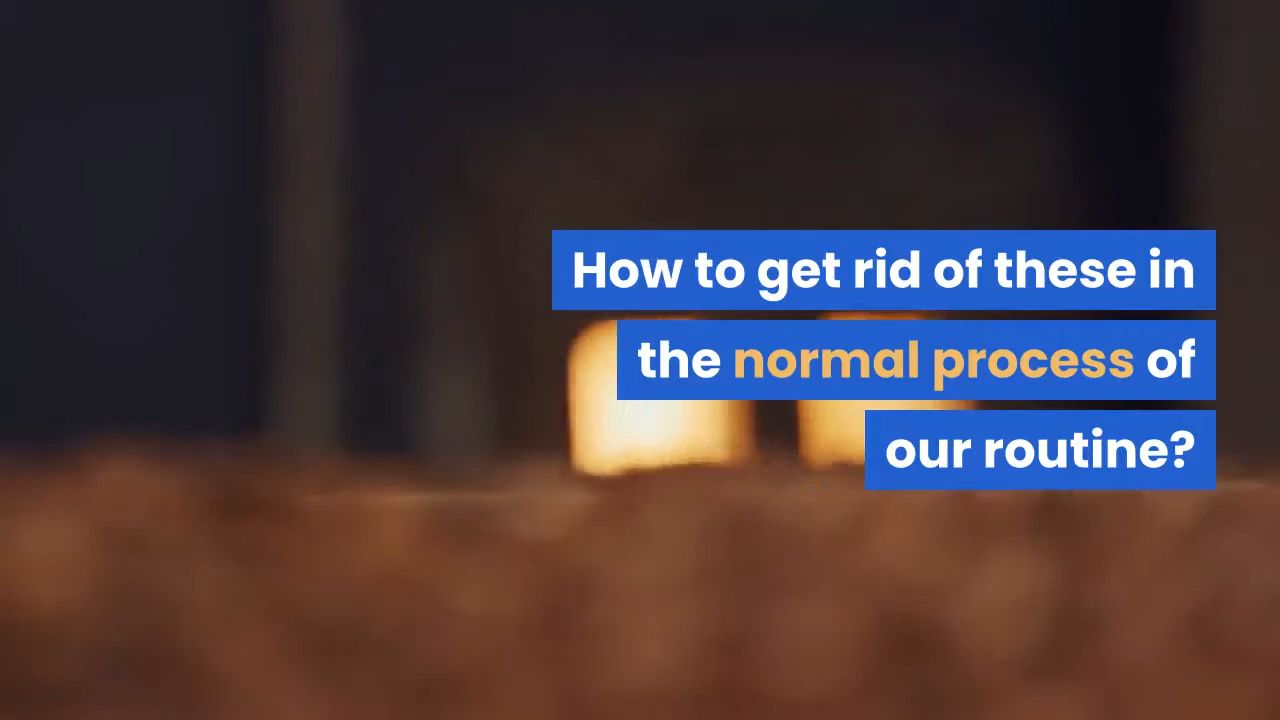 How to get rid of these in
the normal process of
our routine?